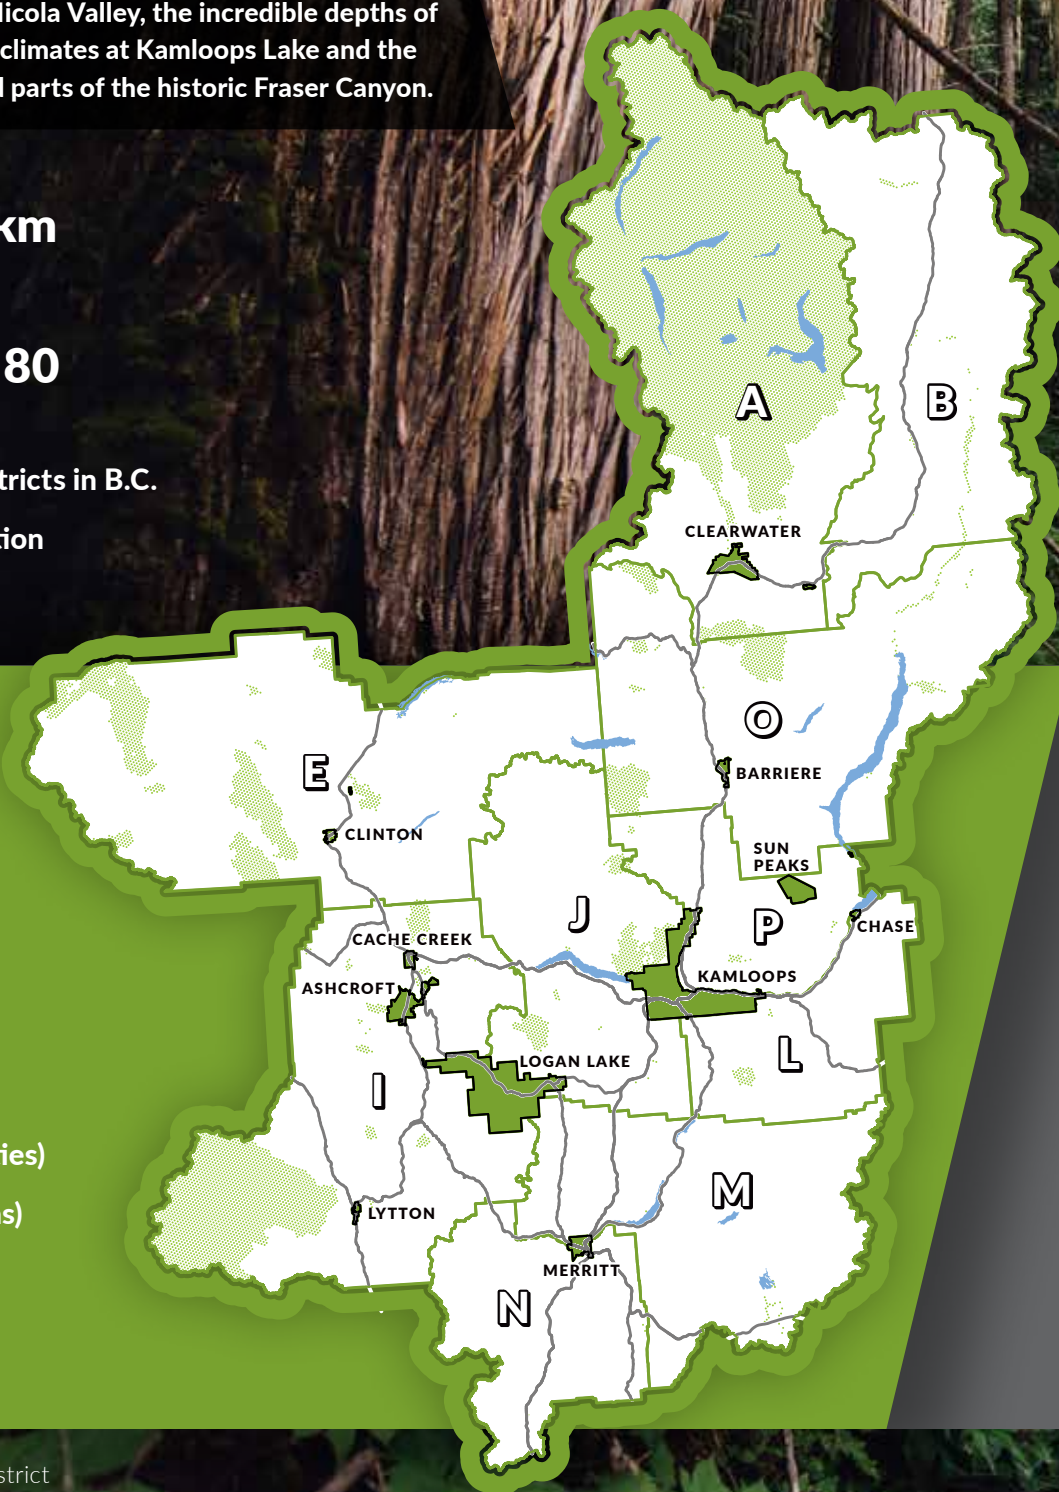 icola Valley, the incredible depths of
climates at Kamloops Lake and the
parts of the historic Fraser Canyon.
km
80
tricts in B.C.
tion
A
B
CLEARWATER
O
E
BARRIERE
CLINTON
SUN
PEAKS
J
P
CHASE
CACHE CREEK
KAMLOOPS
ASHCROFT
L
LOGAN LAKE
I
ies)
M
s)
LYTTON
MERRITT
N
strict